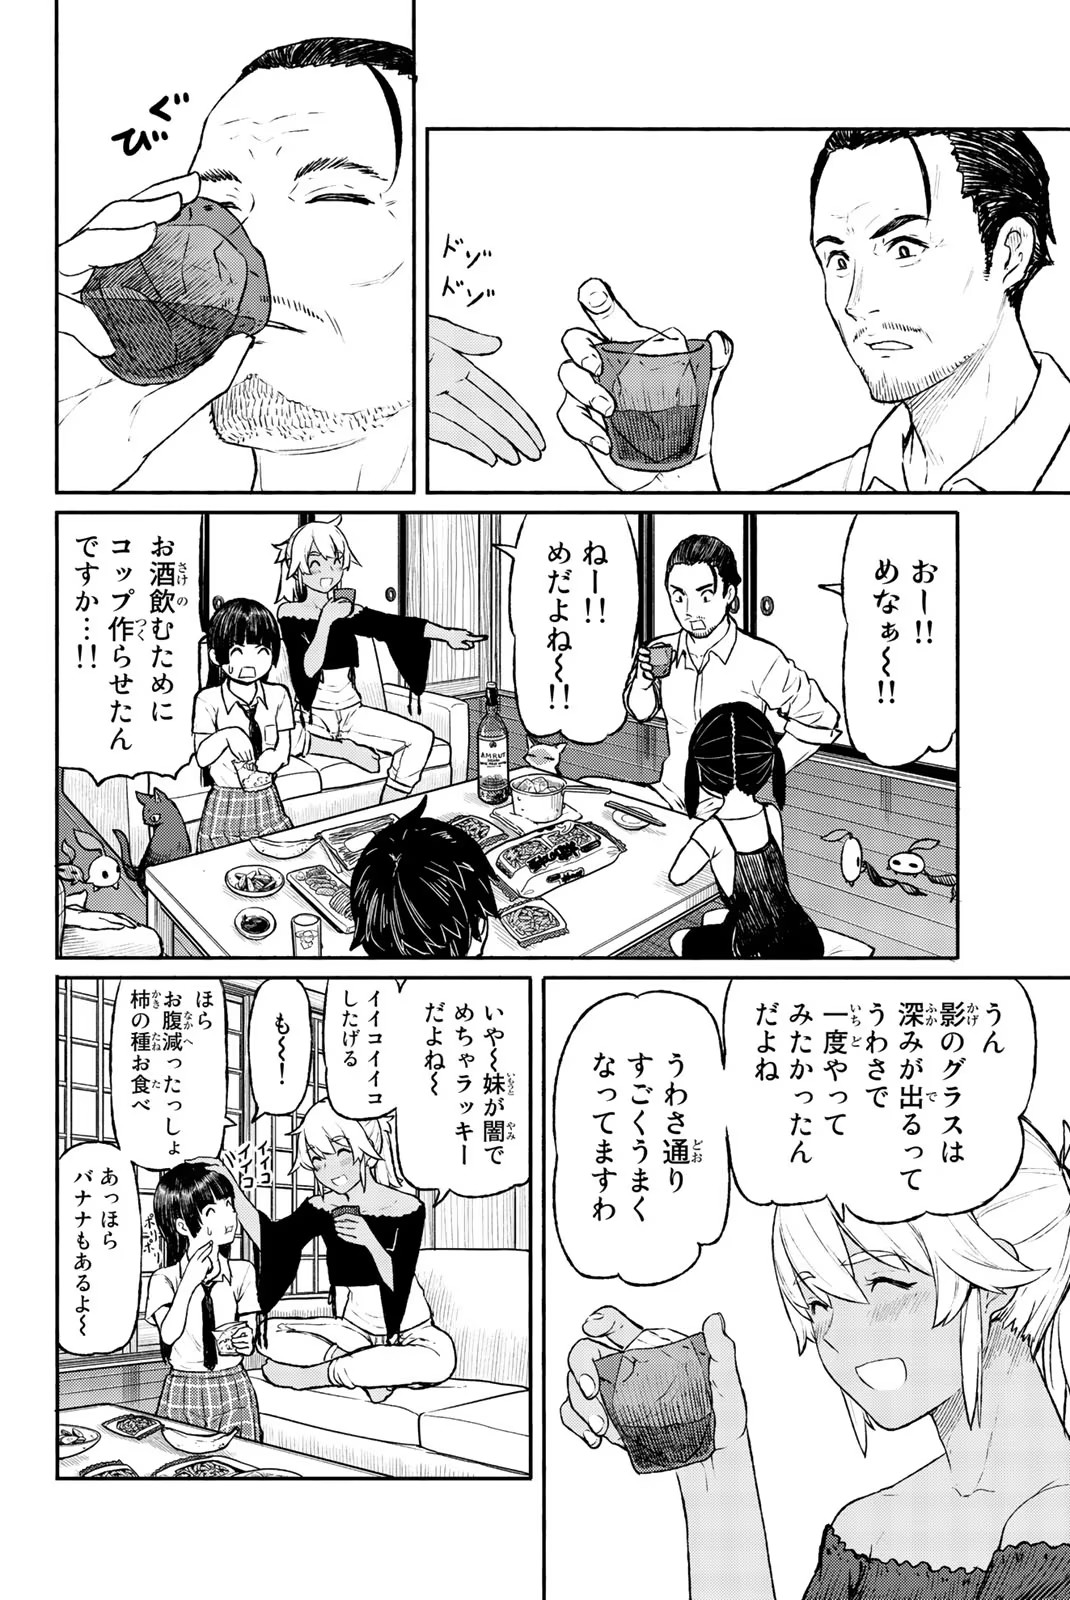 ドゾ
ドゾ
ぐび
おー!!
めなぁ〜!!
ねー!!
めだよね〜!!
お酒飲むために
コップ作らせたん
ですか…!!
AMRUT
うん
影のグラスは
深みが出るって
うわさで
一度やって
みたかったん
だよね
うわさ通り
すごくうまく
なってますわ
いや〜妹が闇で
めちゃラッキー
だよね〜
イイコイイコ
したげる
も〜!
イイコ
イイコ
ほら
お腹減ったっしょ
柿の種お食べ
ポリ
ポリ
あっほら
バナナもあるよ〜